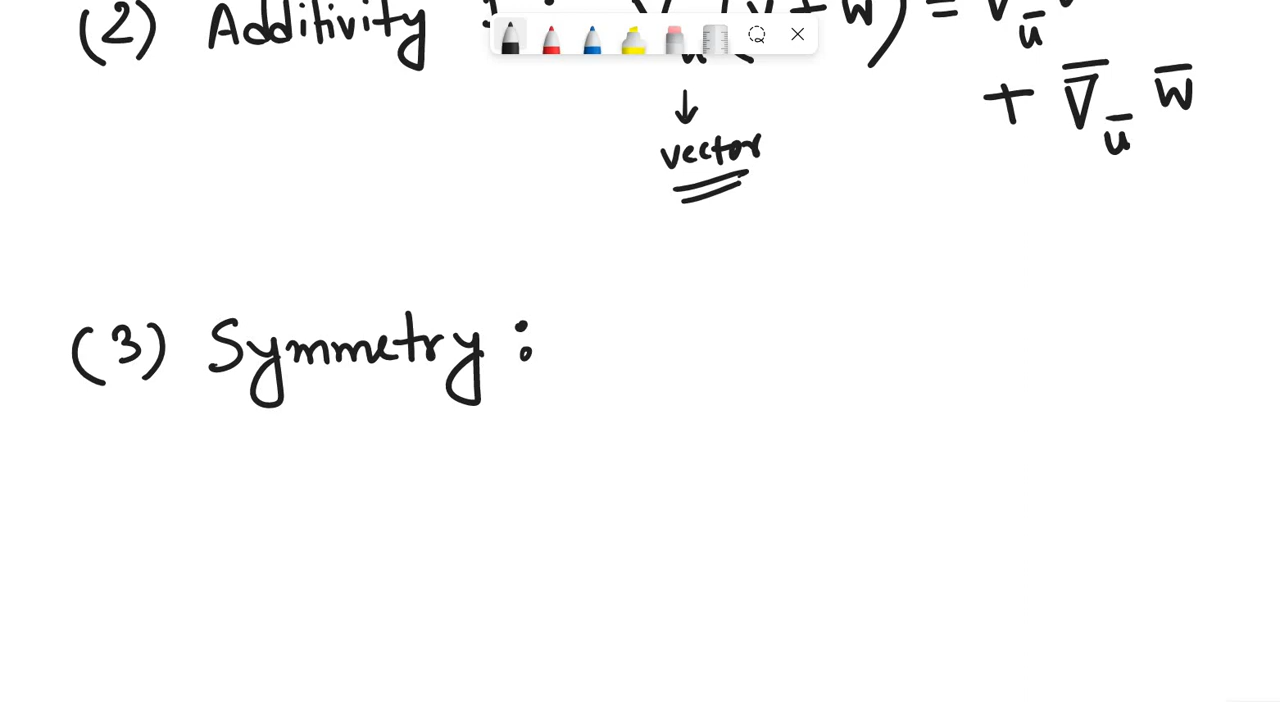 (2) Additivity : ∇ū (v̄ + w̄) = ∇ū v̄
+ ∇̄ū w̄
↓
vector
(3) Symmetry :